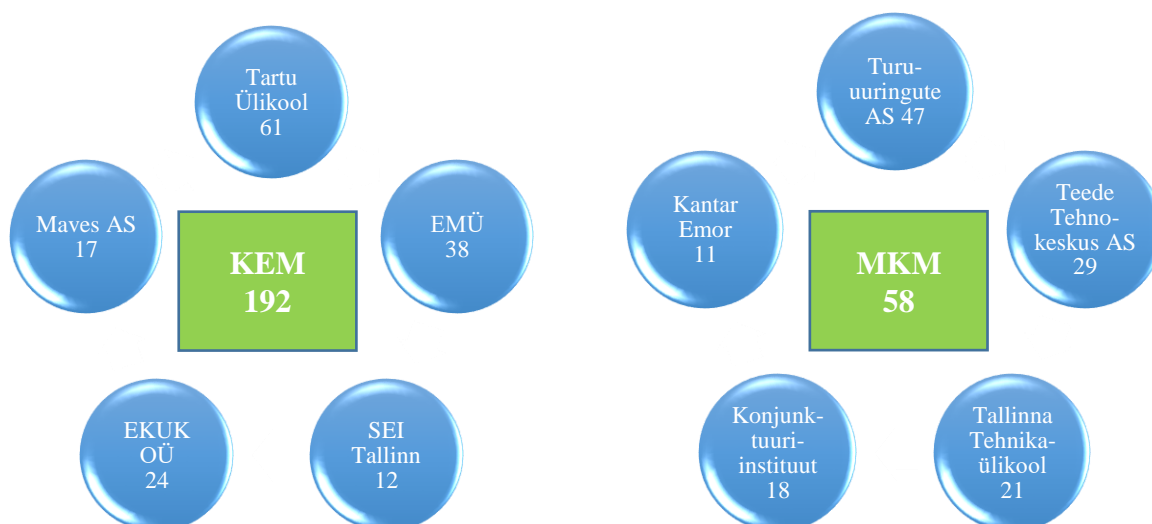 Tartu
Ülikool
61
Maves AS
17
KEM
192
EMÜ
38
EKUK
OÜ
24
SEI
Tallinn
12
Turu-
uuringute
AS 47
Kantar
Emor
11
MKM
58
Teede
Tehno-
keskus AS
29
Konjunk-
tuuri-
instituut
18
Tallinna
Tehnika-
ülikool
21